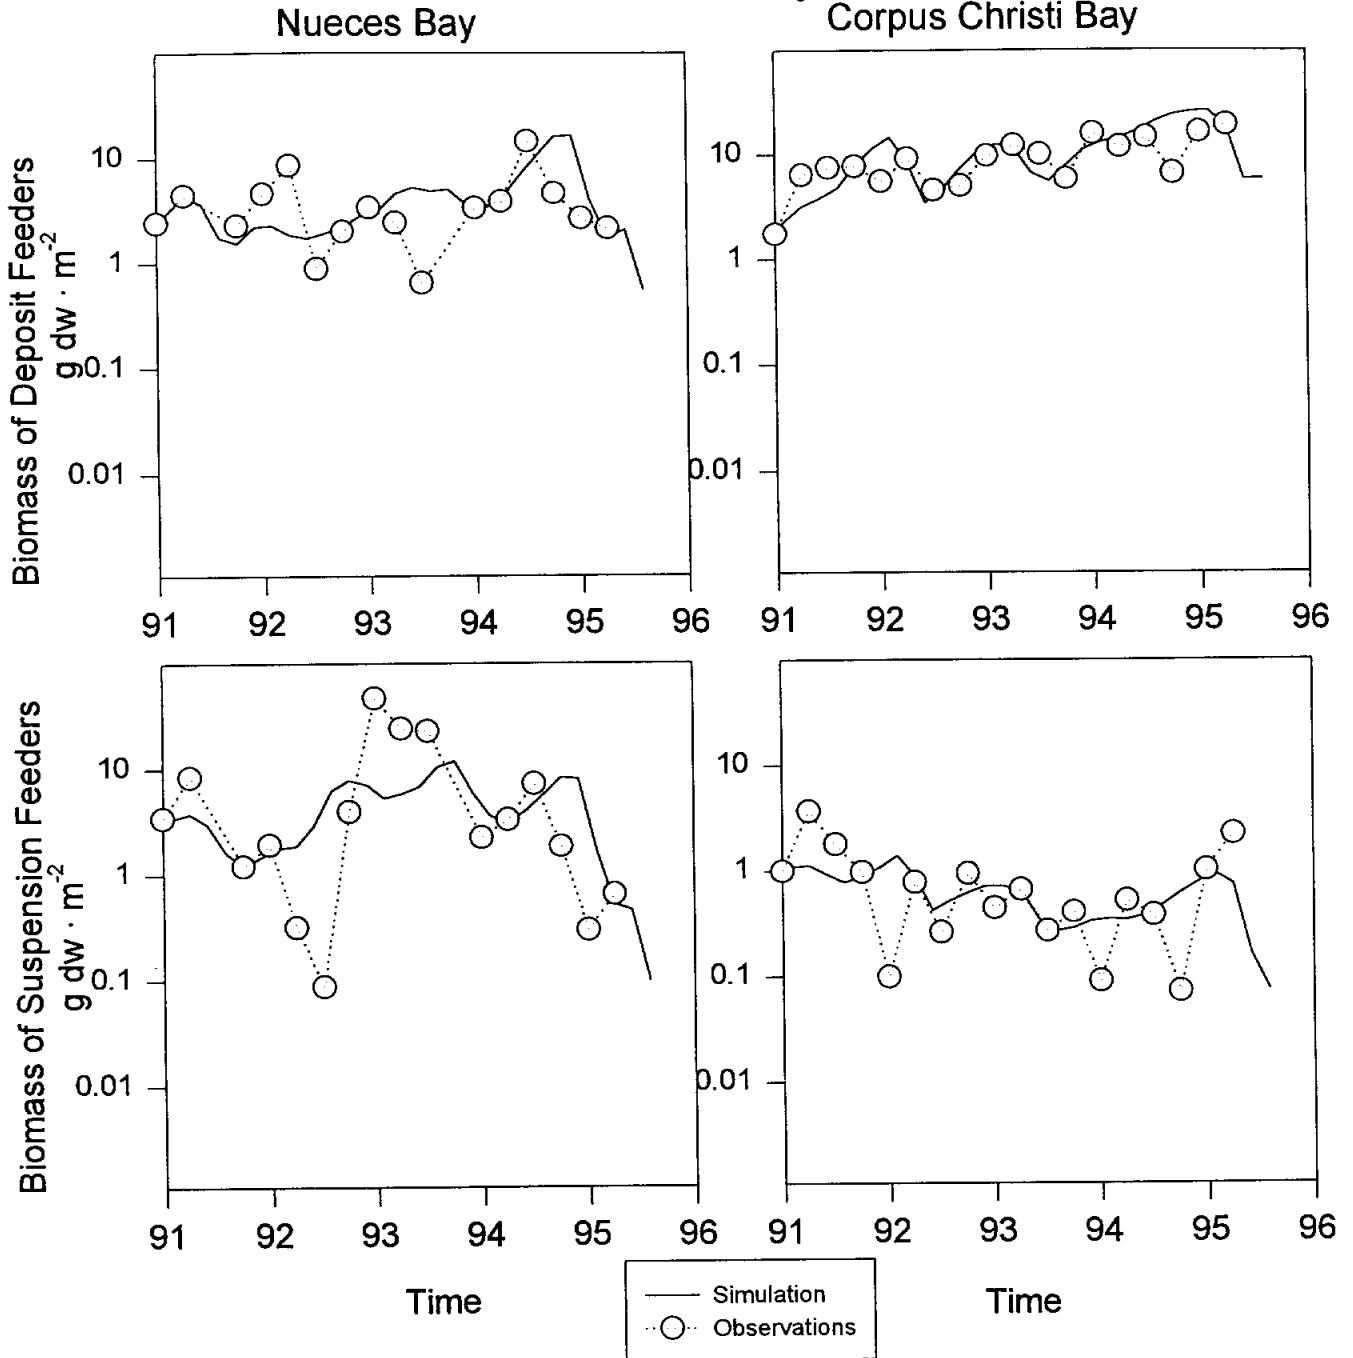 Nueces Bay
Corpus Christi Bay
Biomass of Deposit Feeders
g dw · m-2
10
1
0.1
0.01
91 92 93 94 95 96
10
1
0.1
0.01
91 92 93 94 95 96
Biomass of Suspension Feeders
g dw · m-2
10
1
0.1
0.01
91 92 93 94 95 96
Time
10
1
0.1
0.01
91 92 93 94 95 96
Time
Simulation
Observations